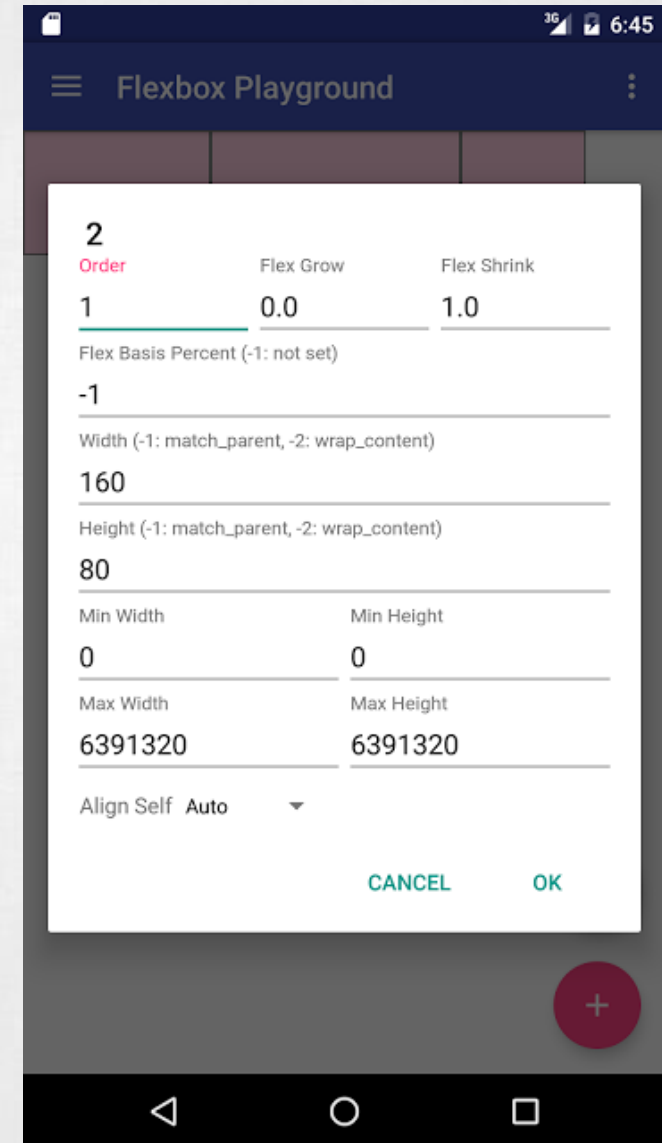 3G 6:45
Flexbox Playground
2
Order Flex Grow Flex Shrink
1 0.0 1.0
Flex Basis Percent (-1: not set)
-1
Width (-1: match_parent, -2: wrap_content)
160
Height (-1: match_parent, -2: wrap_content)
80
Min Width Min Height
0 0
Max Width Max Height
6391320 6391320
Align Self Auto
CANCEL OK
+